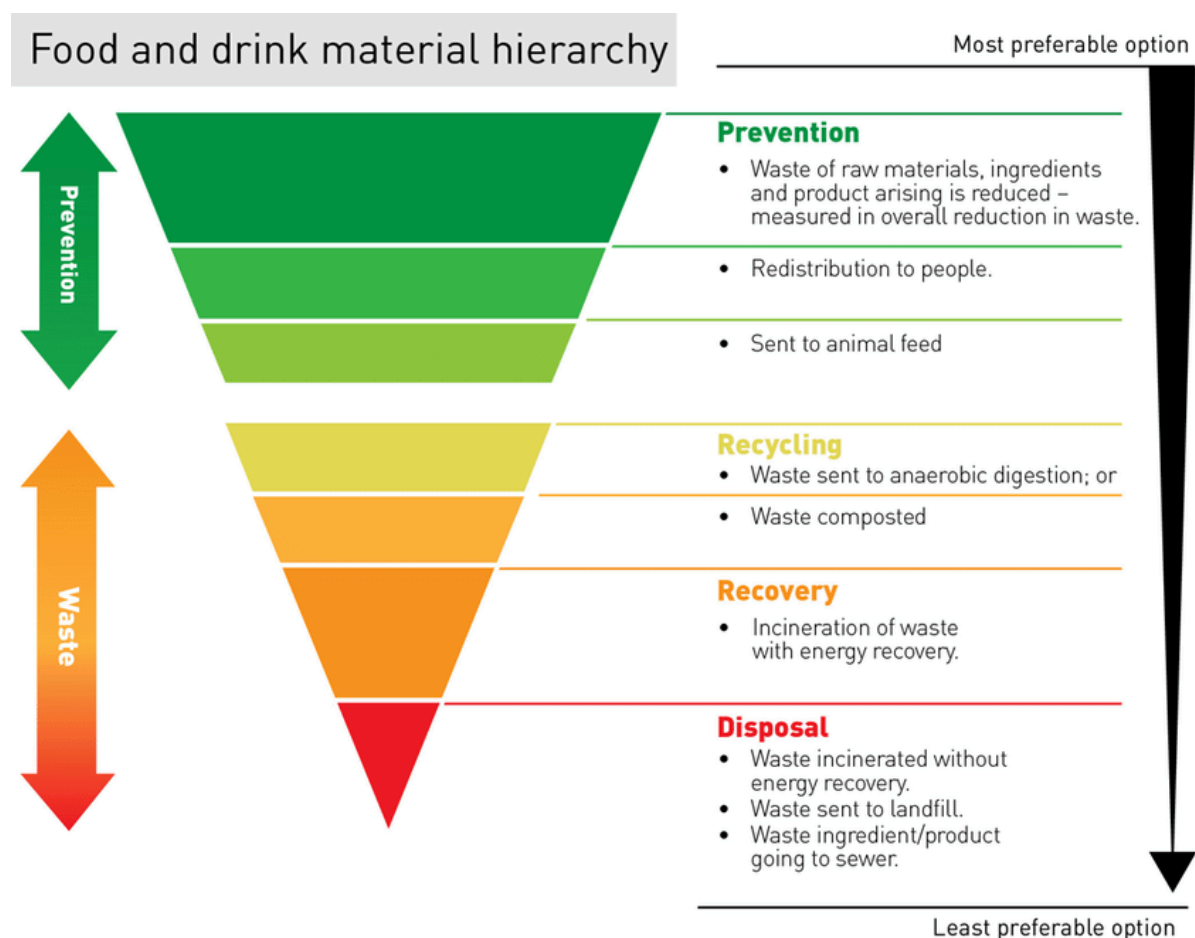 Food and drink material hierarchy
Most preferable option
Prevention
Prevention
• Waste of raw materials, ingredients
and product arising is reduced –
measured in overall reduction in waste.
• Redistribution to people.
• Sent to animal feed
Waste
Recycling
• Waste sent to anaerobic digestion; or
• Waste composted
Recovery
• Incineration of waste
with energy recovery.
Disposal
• Waste incinerated without
energy recovery.
• Waste sent to landfill.
• Waste ingredient/product
going to sewer.
Least preferable option